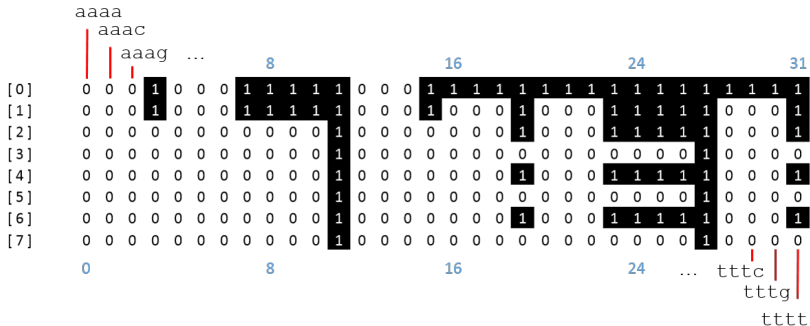 aaaa
aaac
aaag ...
8 16 24 31
[0] 0 0 0 1 0 0 0 1 1 1 1 1 0 0 0 1 1 1 1 1 1 1 1 1 1 1 1 1 1 1 1 1
[1] 0 0 0 1 0 0 0 1 1 1 1 1 0 0 0 1 0 0 0 1 0 0 0 1 1 1 1 1 0 0 0 1
[2] 0 0 0 0 0 0 0 0 0 0 0 1 0 0 0 0 0 0 0 1 0 0 0 1 1 1 1 1 0 0 0 1
[3] 0 0 0 0 0 0 0 0 0 0 0 1 0 0 0 0 0 0 0 0 0 0 0 0 0 0 0 1 0 0 0 0
[4] 0 0 0 0 0 0 0 0 0 0 0 1 0 0 0 0 0 0 0 1 0 0 0 1 1 1 1 1 0 0 0 1
[5] 0 0 0 0 0 0 0 0 0 0 0 1 0 0 0 0 0 0 0 0 0 0 0 0 0 0 0 1 0 0 0 0
[6] 0 0 0 0 0 0 0 0 0 0 0 1 0 0 0 0 0 0 0 1 0 0 0 1 1 1 1 1 0 0 0 1
[7] 0 0 0 0 0 0 0 0 0 0 0 1 0 0 0 0 0 0 0 0 0 0 0 0 0 0 0 1 0 0 0 0
0 8 16 24 ... tttc
tttg
tttt